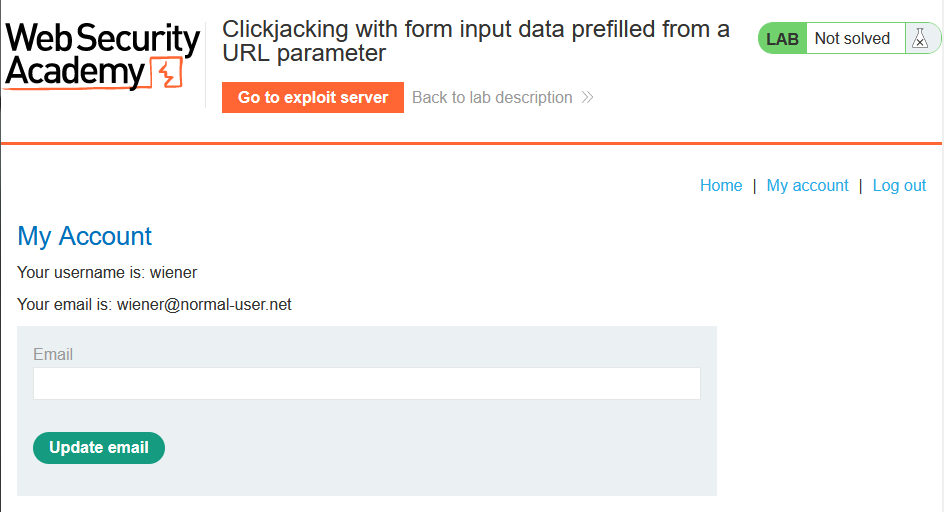 Web Security
Academy
Clickjacking with form input data prefilled from a
URL parameter
LAB Not solved
Go to exploit server Back to lab description
Home | My account | Log out
My Account
Your username is: wiener
Your email is: wiener@normal-user.net
Email
Update email